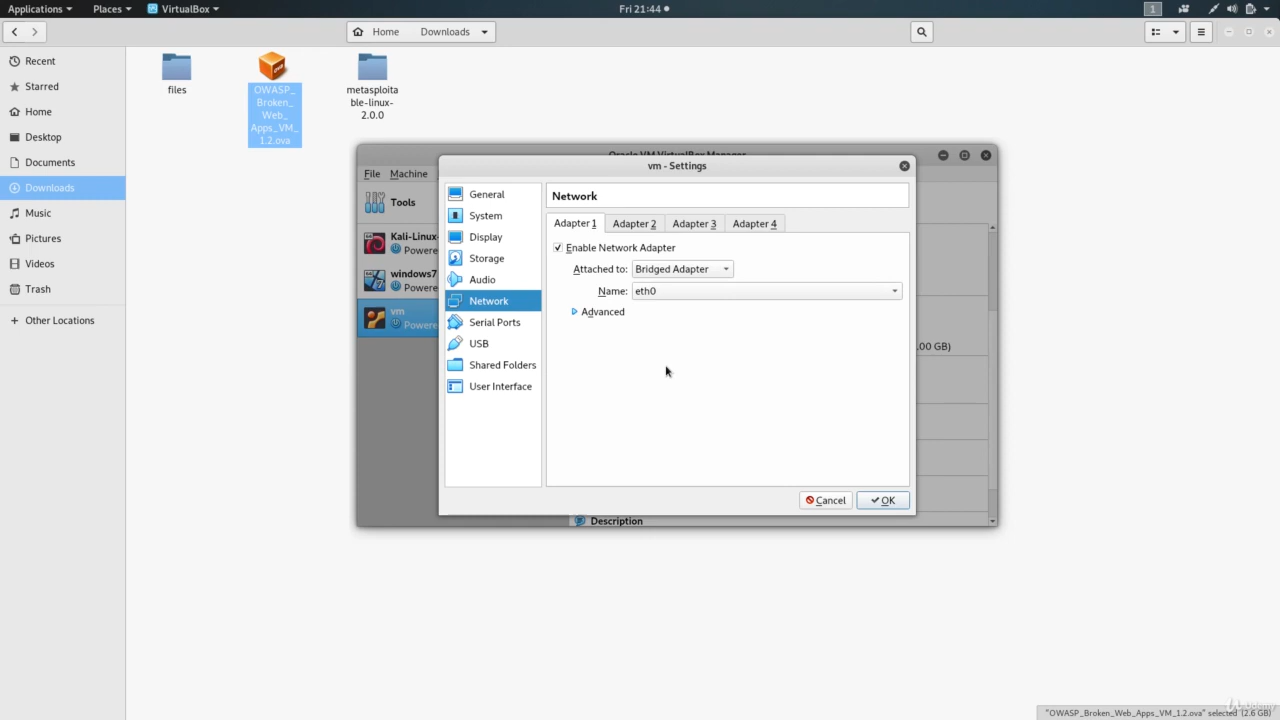 Applications Places VirtualBox Fri 21:44 1
Home Downloads
Recent
Starred
Home
Desktop
Documents
Downloads
Music
Pictures
Videos
Trash
Other Locations
files
OWASP_
Broken_
Web_
Apps_VM_
1.2.ova
metasploita
ble-linux-
2.0.0
Oracle VM VirtualBox Manager
File Machine
Tools
Kali-Linux
Powere
windows7
Powere
vm
Powere
.00 GB)
Description
vm - Settings
General
System
Display
Storage
Audio
Network
Serial Ports
USB
Shared Folders
User Interface
Network
Adapter 1 Adapter 2 Adapter 3 Adapter 4
Enable Network Adapter
Attached to: Bridged Adapter
Name: eth0
Advanced
Cancel OK
"OWASP_Broken_Web_Apps_VM_1.2.ova" selected (2.6 GB)
Udemy